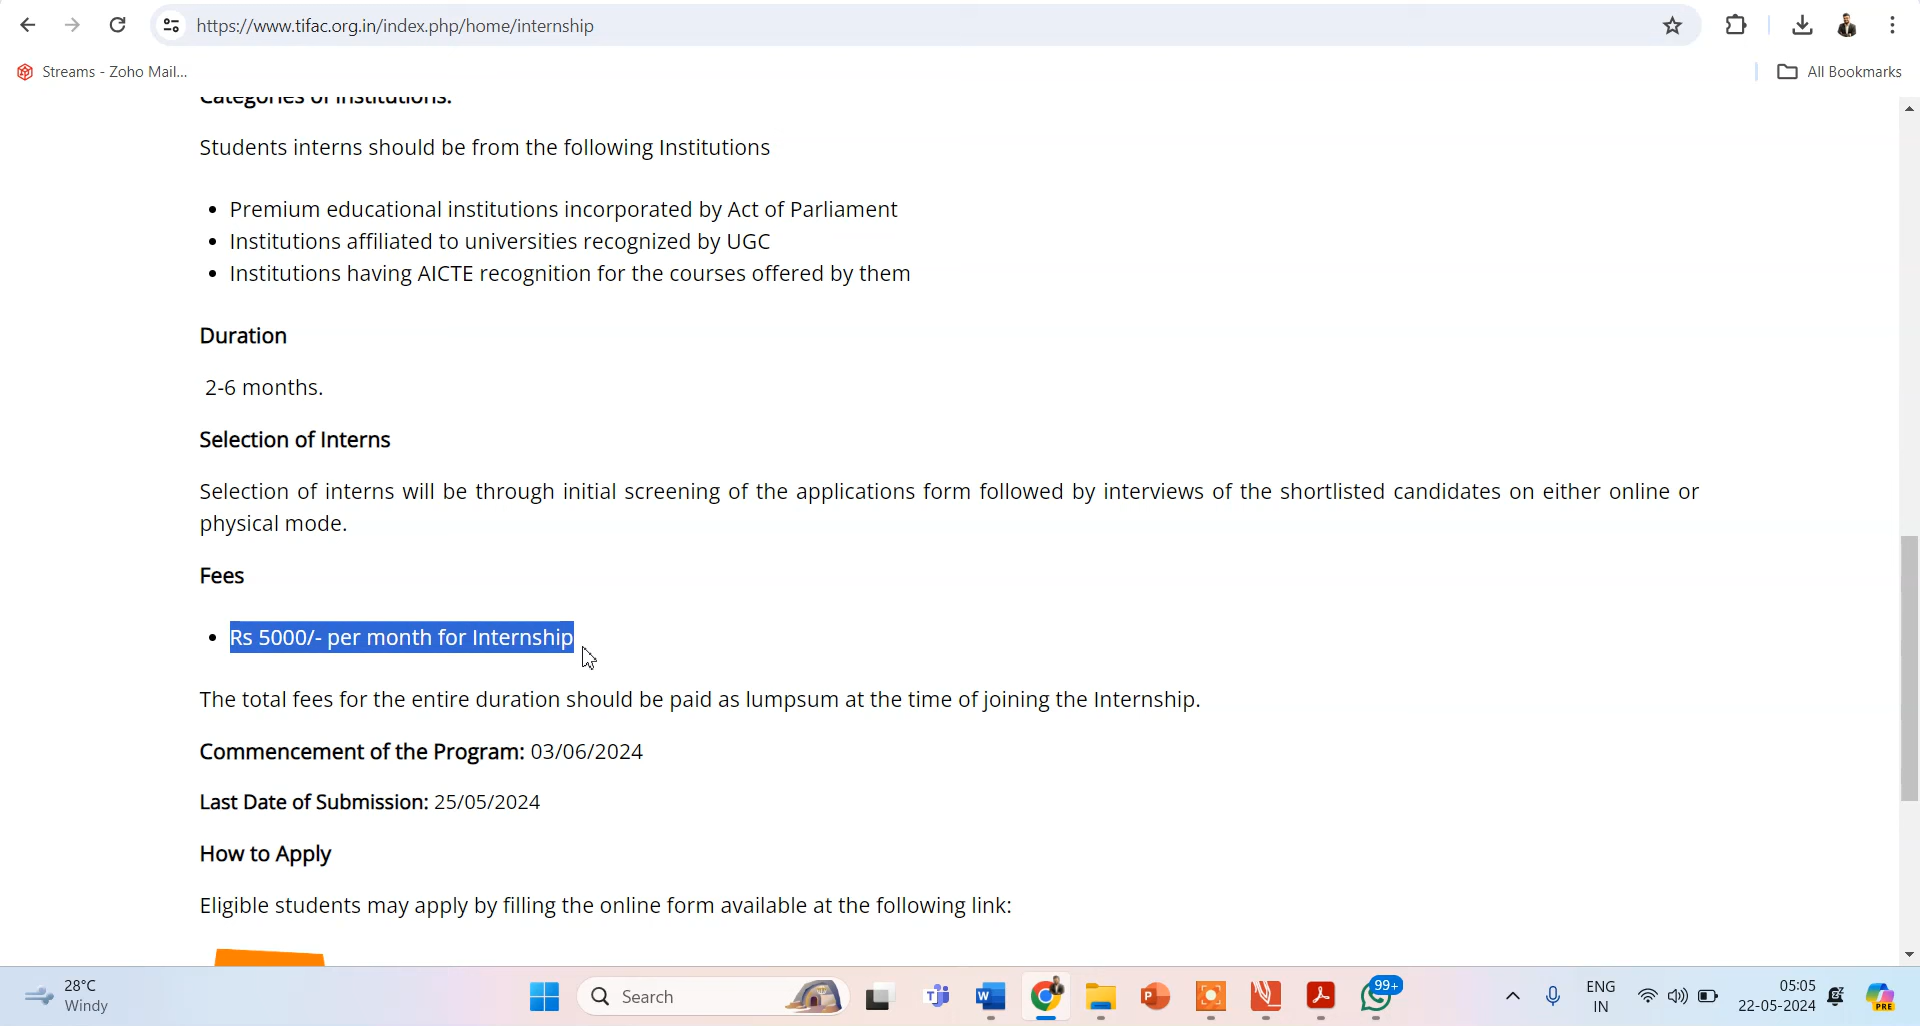 https://www.tifac.org.in/index.php/home/internship
Streams - Zoho Mail...
All Bookmarks
Categories of Institutions:
Students interns should be from the following Institutions
• Premium educational institutions incorporated by Act of Parliament
• Institutions affiliated to universities recognized by UGC
• Institutions having AICTE recognition for the courses offered by them
Duration
2-6 months.
Selection of Interns
Selection of interns will be through initial screening of the applications form followed by interviews of the shortlisted candidates on either online or
physical mode.
Fees
• Rs 5000/- per month for Internship
The total fees for the entire duration should be paid as lumpsum at the time of joining the Internship.
Commencement of the Program: 03/06/2024
Last Date of Submission: 25/05/2024
How to Apply
Eligible students may apply by filling the online form available at the following link:
28°C
Windy
Search
99+
ENG
IN
05:05
22-05-2024
PRE